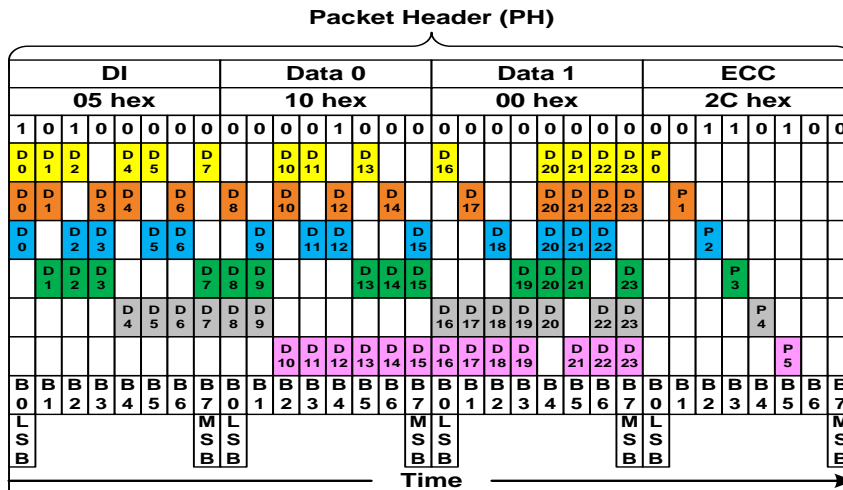 Packet Header (PH)
DI Data 0 Data 1 ECC
05 hex 10 hex 00 hex 2C hex
1 0 1 0 0 0 0 0 0 0 0 0 1 0 0 0 0 0 0 0 0 0 0 0 0 0 1 1 0 1 0 0
D0 D1 D2 D4 D5 D7 D10 D11 D13 D16 D20 D21 D22 D23 P0
D0 D1 D3 D4 D6 D8 D10 D12 D14 D17 D20 D21 D22 D23 P1
D0 D2 D3 D5 D6 D9 D11 D12 D15 D18 D20 D21 D22 P2
D1 D2 D3 D7 D8 D9 D13 D14 D15 D19 D20 D21 D23 P3
D4 D5 D6 D7 D8 D9 D16 D17 D18 D19 D20 D22 D23 P4
D10 D11 D12 D13 D14 D15 D16 D17 D18 D19 D21 D22 D23 P5
B0 B1 B2 B3 B4 B5 B6 B7 B0 B1 B2 B3 B4 B5 B6 B7 B0 B1 B2 B3 B4 B5 B6 B7 B0 B1 B2 B3 B4 B5 B6 B7
LSB MSB LSB MSB LSB MSB LSB MSB
Time